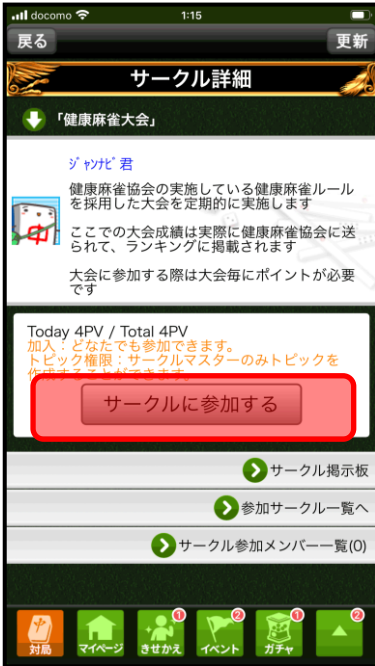 docomo 1:15
戻る 更新
サークル詳細
「健康麻雀大会」
ジャンナビ君
健康麻雀協会の実施している健康麻雀ルール
を採用した大会を定期的に実施します
ここでの大会成績は実際に健康麻雀協会に送
られて、ランキングに掲載されます
大会に参加する際は大会毎にポイントが必要
です
中
Today 4PV / Total 4PV
加入：どなたでも参加できます。
トピック権限：サークルマスターのみトピックを
作成することができます。
サークルに参加する
サークル掲示板
参加サークル一覧へ
サークル参加メンバー一覧(0)
1 2 1 2
対局 マイページ きせかえ イベント ガチャ